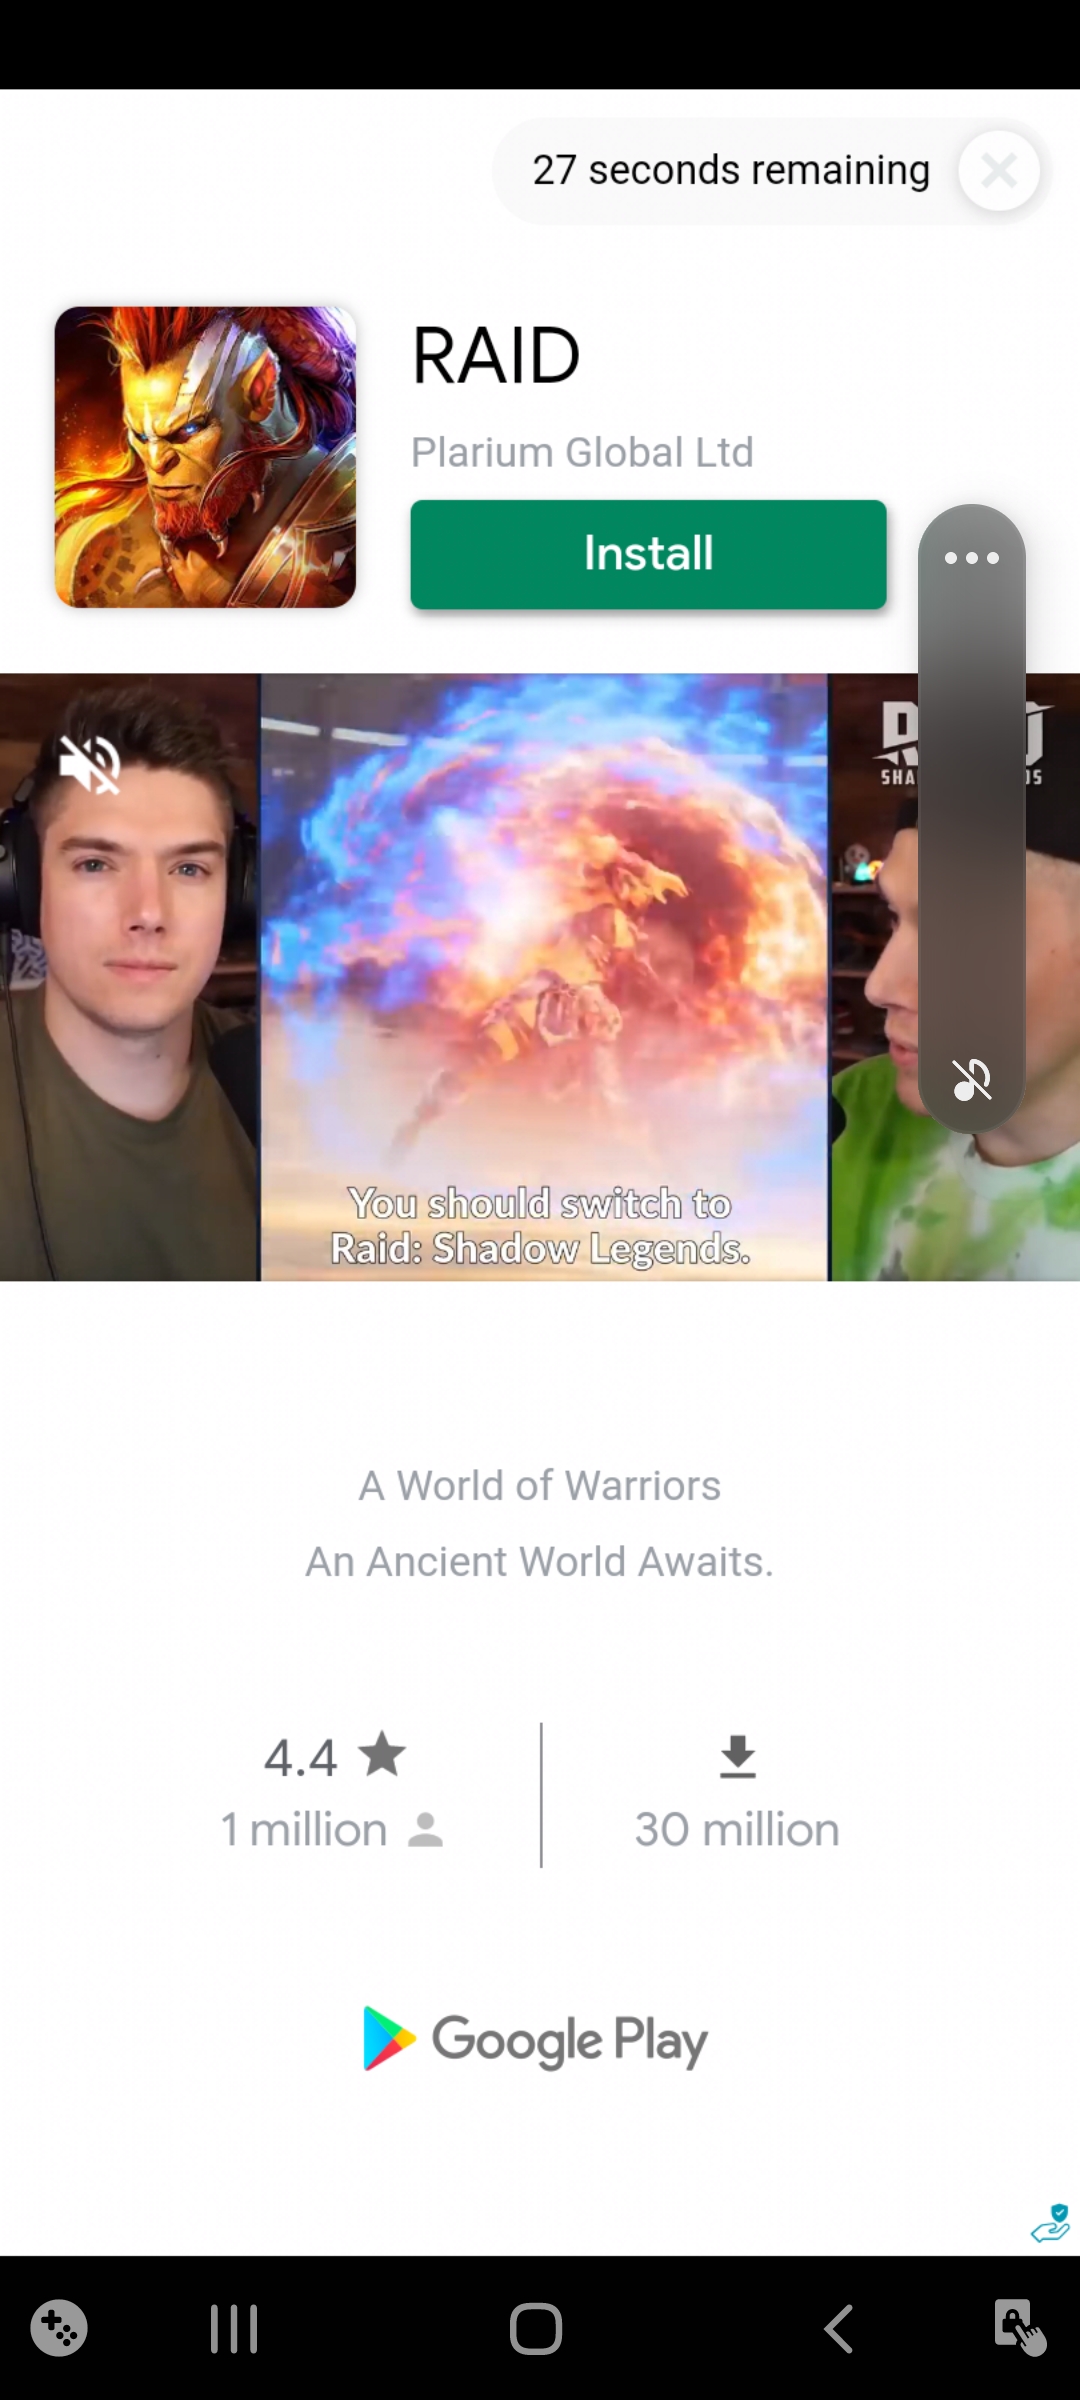 27 seconds remaining
RAID
Plarium Global Ltd
Install
You should switch to
Raid: Shadow Legends.
A World of Warriors
An Ancient World Awaits.
4.4
1 million
30 million
Google Play